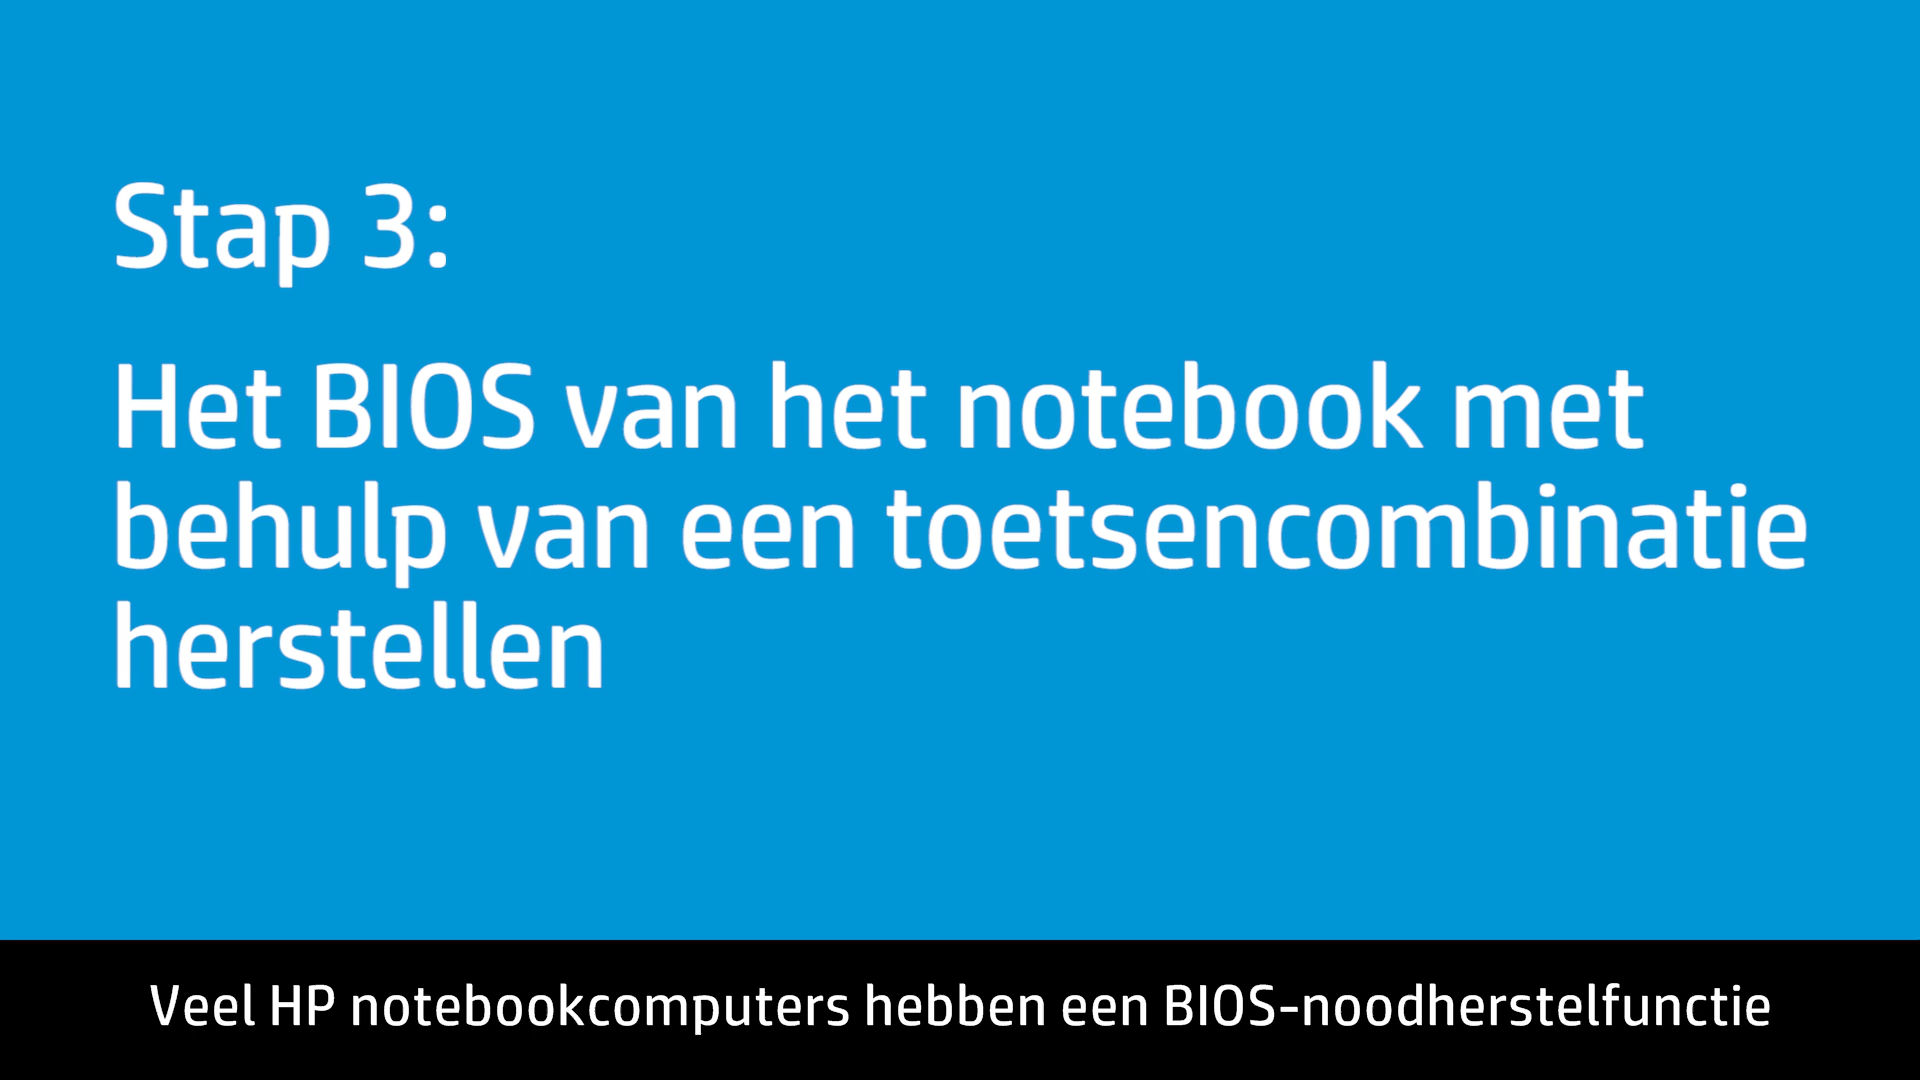 Stap 3:
Het BIOS van het notebook met
behulp van een toetsencombinatie
herstellen
Veel HP notebookcomputers hebben een BIOS-noodherstelfunctie